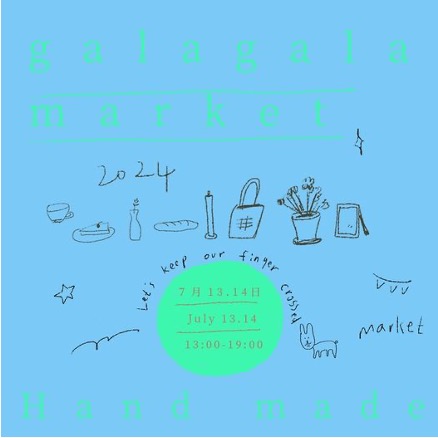 galagala
market
2024
Let's keep our finger crossed
7月13.14日
July 13.14
13:00-19:00
market
Hand made